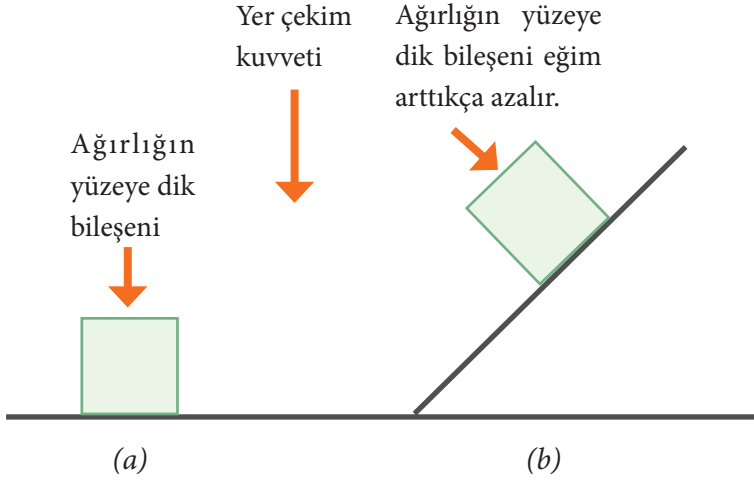 Ağırlığın
yüzeye dik
bileşeni
Yer çekim
kuvveti
Ağırlığın yüzeye
dik bileşeni eğim
arttıkça azalır.
(a)
(b)